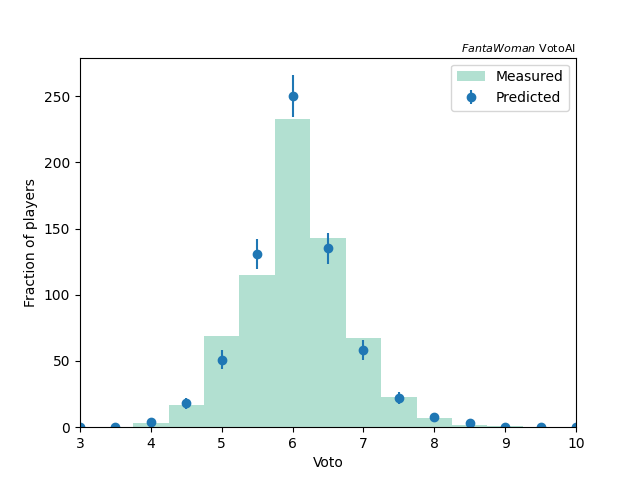 FantaWoman VotoAI
Measured
Predicted
Fraction of players
250
200
150
100
50
0
3 4 5 6 7 8 9 10
Voto